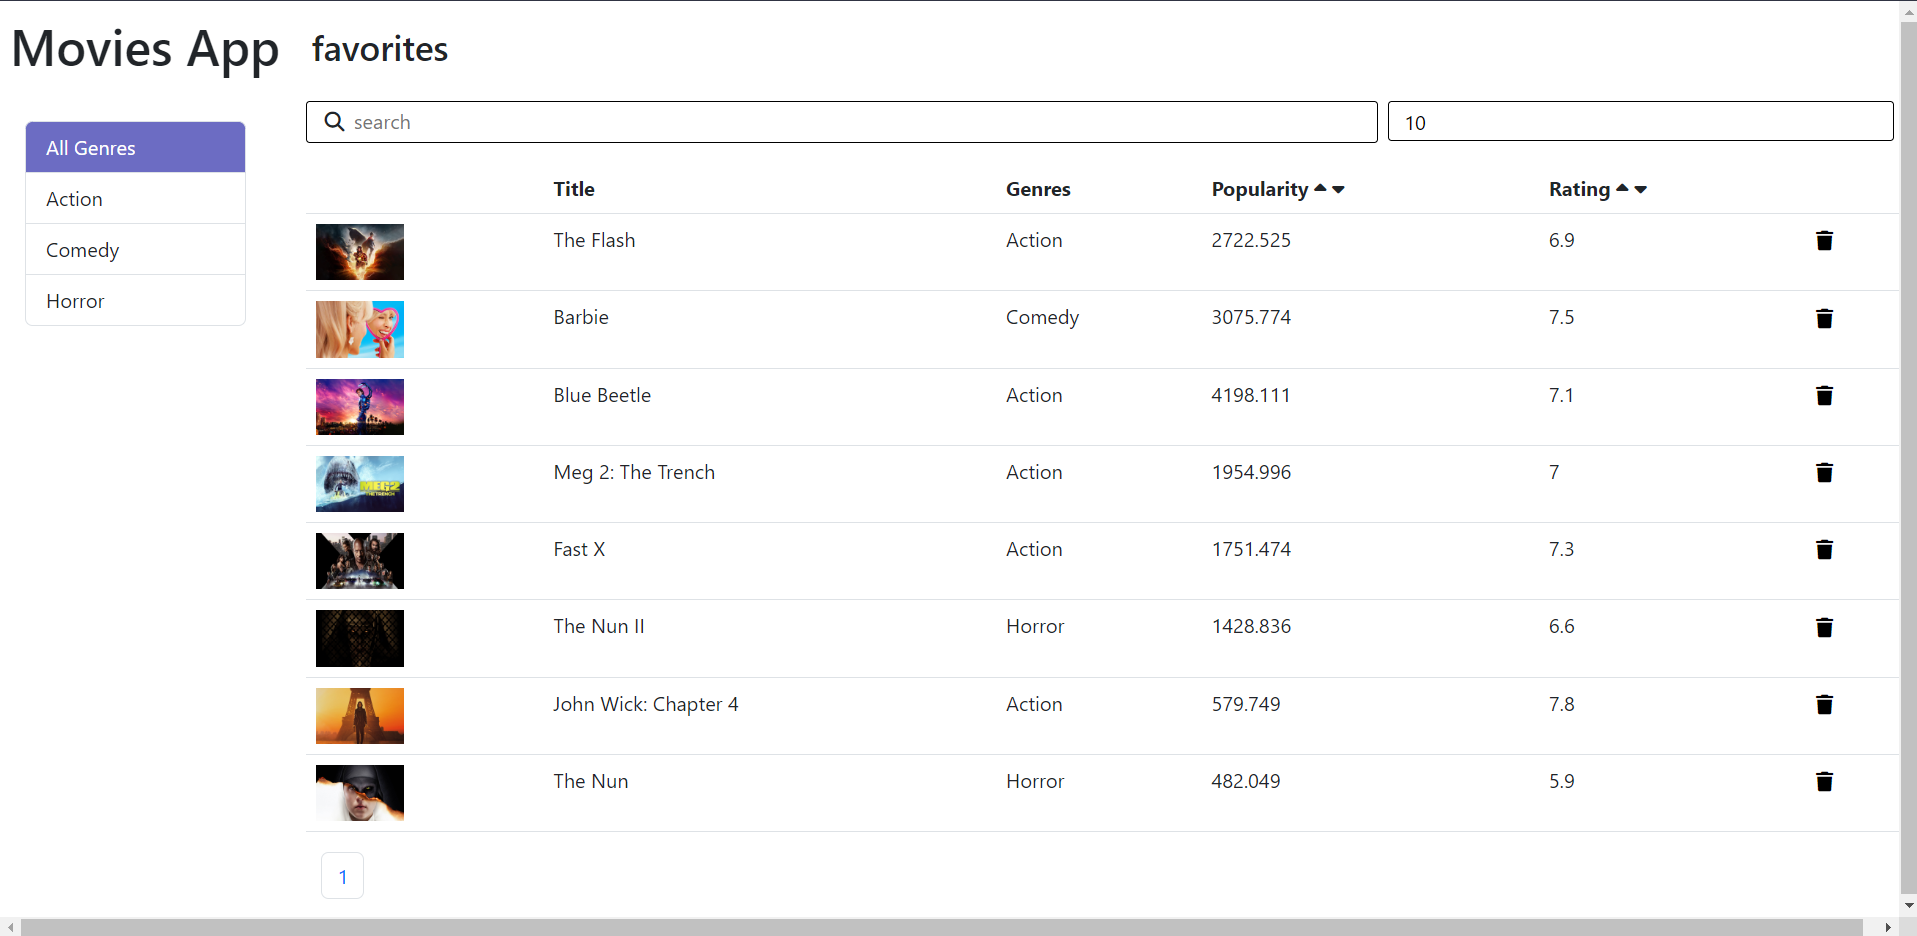 Movies App favorites
search 10
All Genres
Action
Comedy
Horror
Title Genres Popularity Rating
The Flash Action 2722.525 6.9
Barbie Comedy 3075.774 7.5
Blue Beetle Action 4198.111 7.1
MEG2
THE TRENCH
Meg 2: The Trench Action 1954.996 7
Fast X Action 1751.474 7.3
The Nun II Horror 1428.836 6.6
John Wick: Chapter 4 Action 579.749 7.8
The Nun Horror 482.049 5.9
1